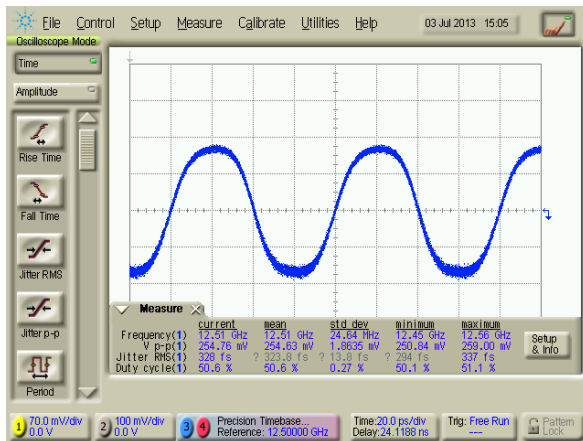 File Control Setup Measure Calibrate Utilities Help 03 Jul 2013 15:05
Oscilloscope Mode
Time
Amplitude
Rise Time
Fall Time
Jitter RMS
Jitter p-p
Period
Measure
current mean std dev minimum maximum
Frequency(1) 12.51 GHz 12.51 GHz 24.64 MHz 12.45 GHz 12.56 GHz
V p-p(1) 254.76 mV 254.63 mV 1.8635 mV 250.84 mV 259.00 mV
Jitter RMS(1) 328 fs ? 323.8 fs ? 13.8 fs ? 294 fs 337 fs
Duty cycle(1) 50.6 % 50.6 % 0.27 % 50.1 % 51.1 %
Setup
& Info
1 70.0 mV/div
0.0 V
2 100 mV/div
0.0 V
3 4 Precision Timebase...
Reference: 12.50000 GHz
Time:20.0 ps/div
Delay:24.1188 ns
Trig: Free Run
---
Pattern
Lock